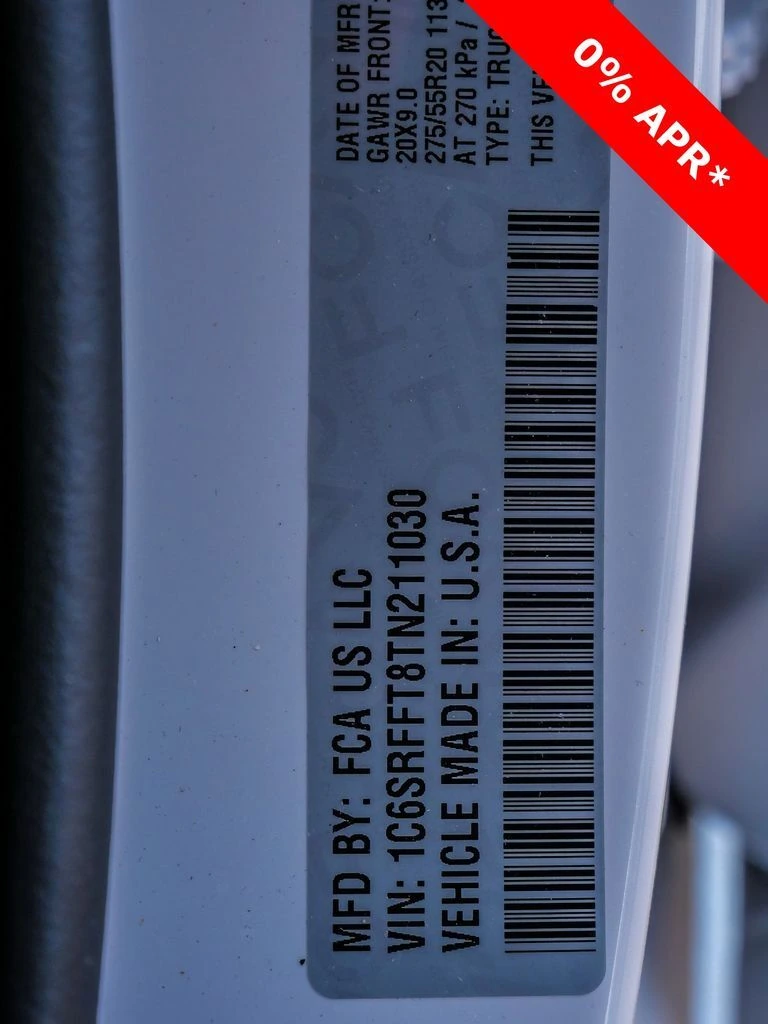 MFD BY: FCA US LLC
VIN: 1C6SRFFT8TN211030
VEHICLE MADE IN: U.S.A.
DATE OF MFR
GAWR FRONT:
20X9.0
275/55R20 113
AT 270 kPa /
TYPE: TRUC
THIS VE
0% APR*